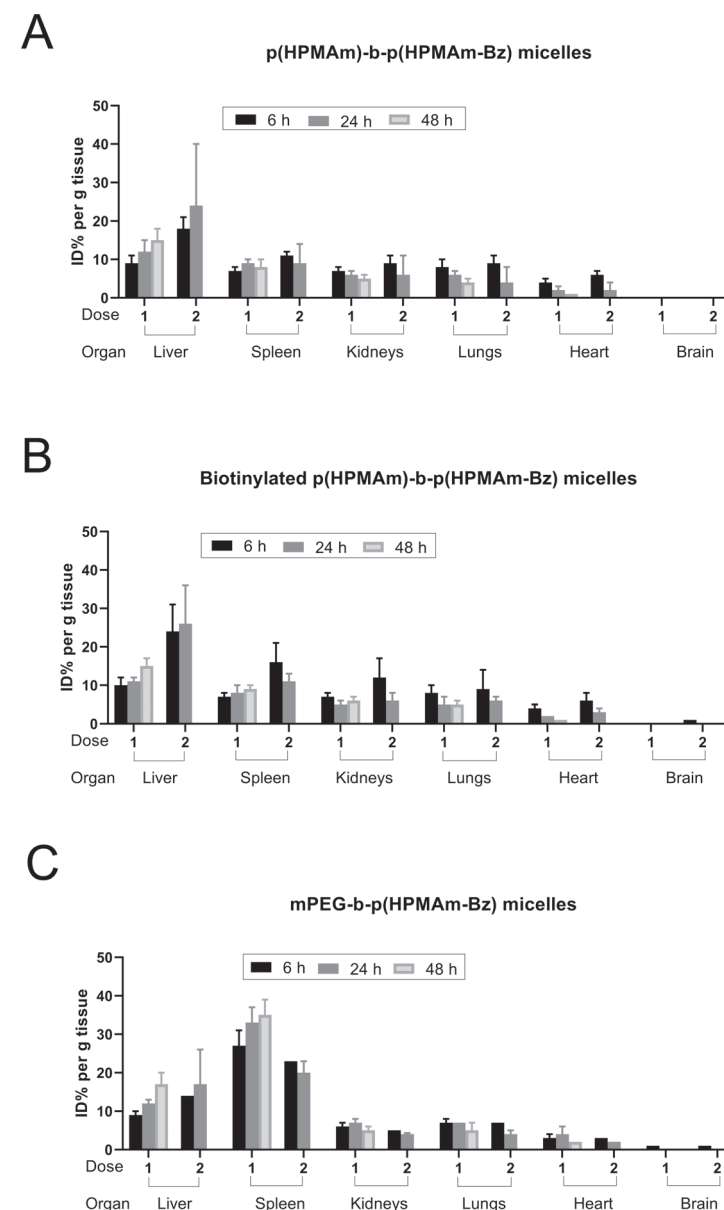 A
p(HPMAm)-b-p(HPMAm-Bz) micelles
6 h 24 h 48 h
ID% per g tissue
50
40
30
20
10
0
Dose 1 2 1 2 1 2 1 2 1 2 1 2
Organ Liver Spleen Kidneys Lungs Heart Brain
B
Biotinylated p(HPMAm)-b-p(HPMAm-Bz) micelles
6 h 24 h 48 h
ID% per g tissue
50
40
30
20
10
0
Dose 1 2 1 2 1 2 1 2 1 2 1 2
Organ Liver Spleen Kidneys Lungs Heart Brain
C
mPEG-b-p(HPMAm-Bz) micelles
6 h 24 h 48 h
ID% per g tissue
50
40
30
20
10
0
Dose 1 2 1 2 1 2 1 2 1 2 1 2
Organ Liver Spleen Kidneys Lungs Heart Brain